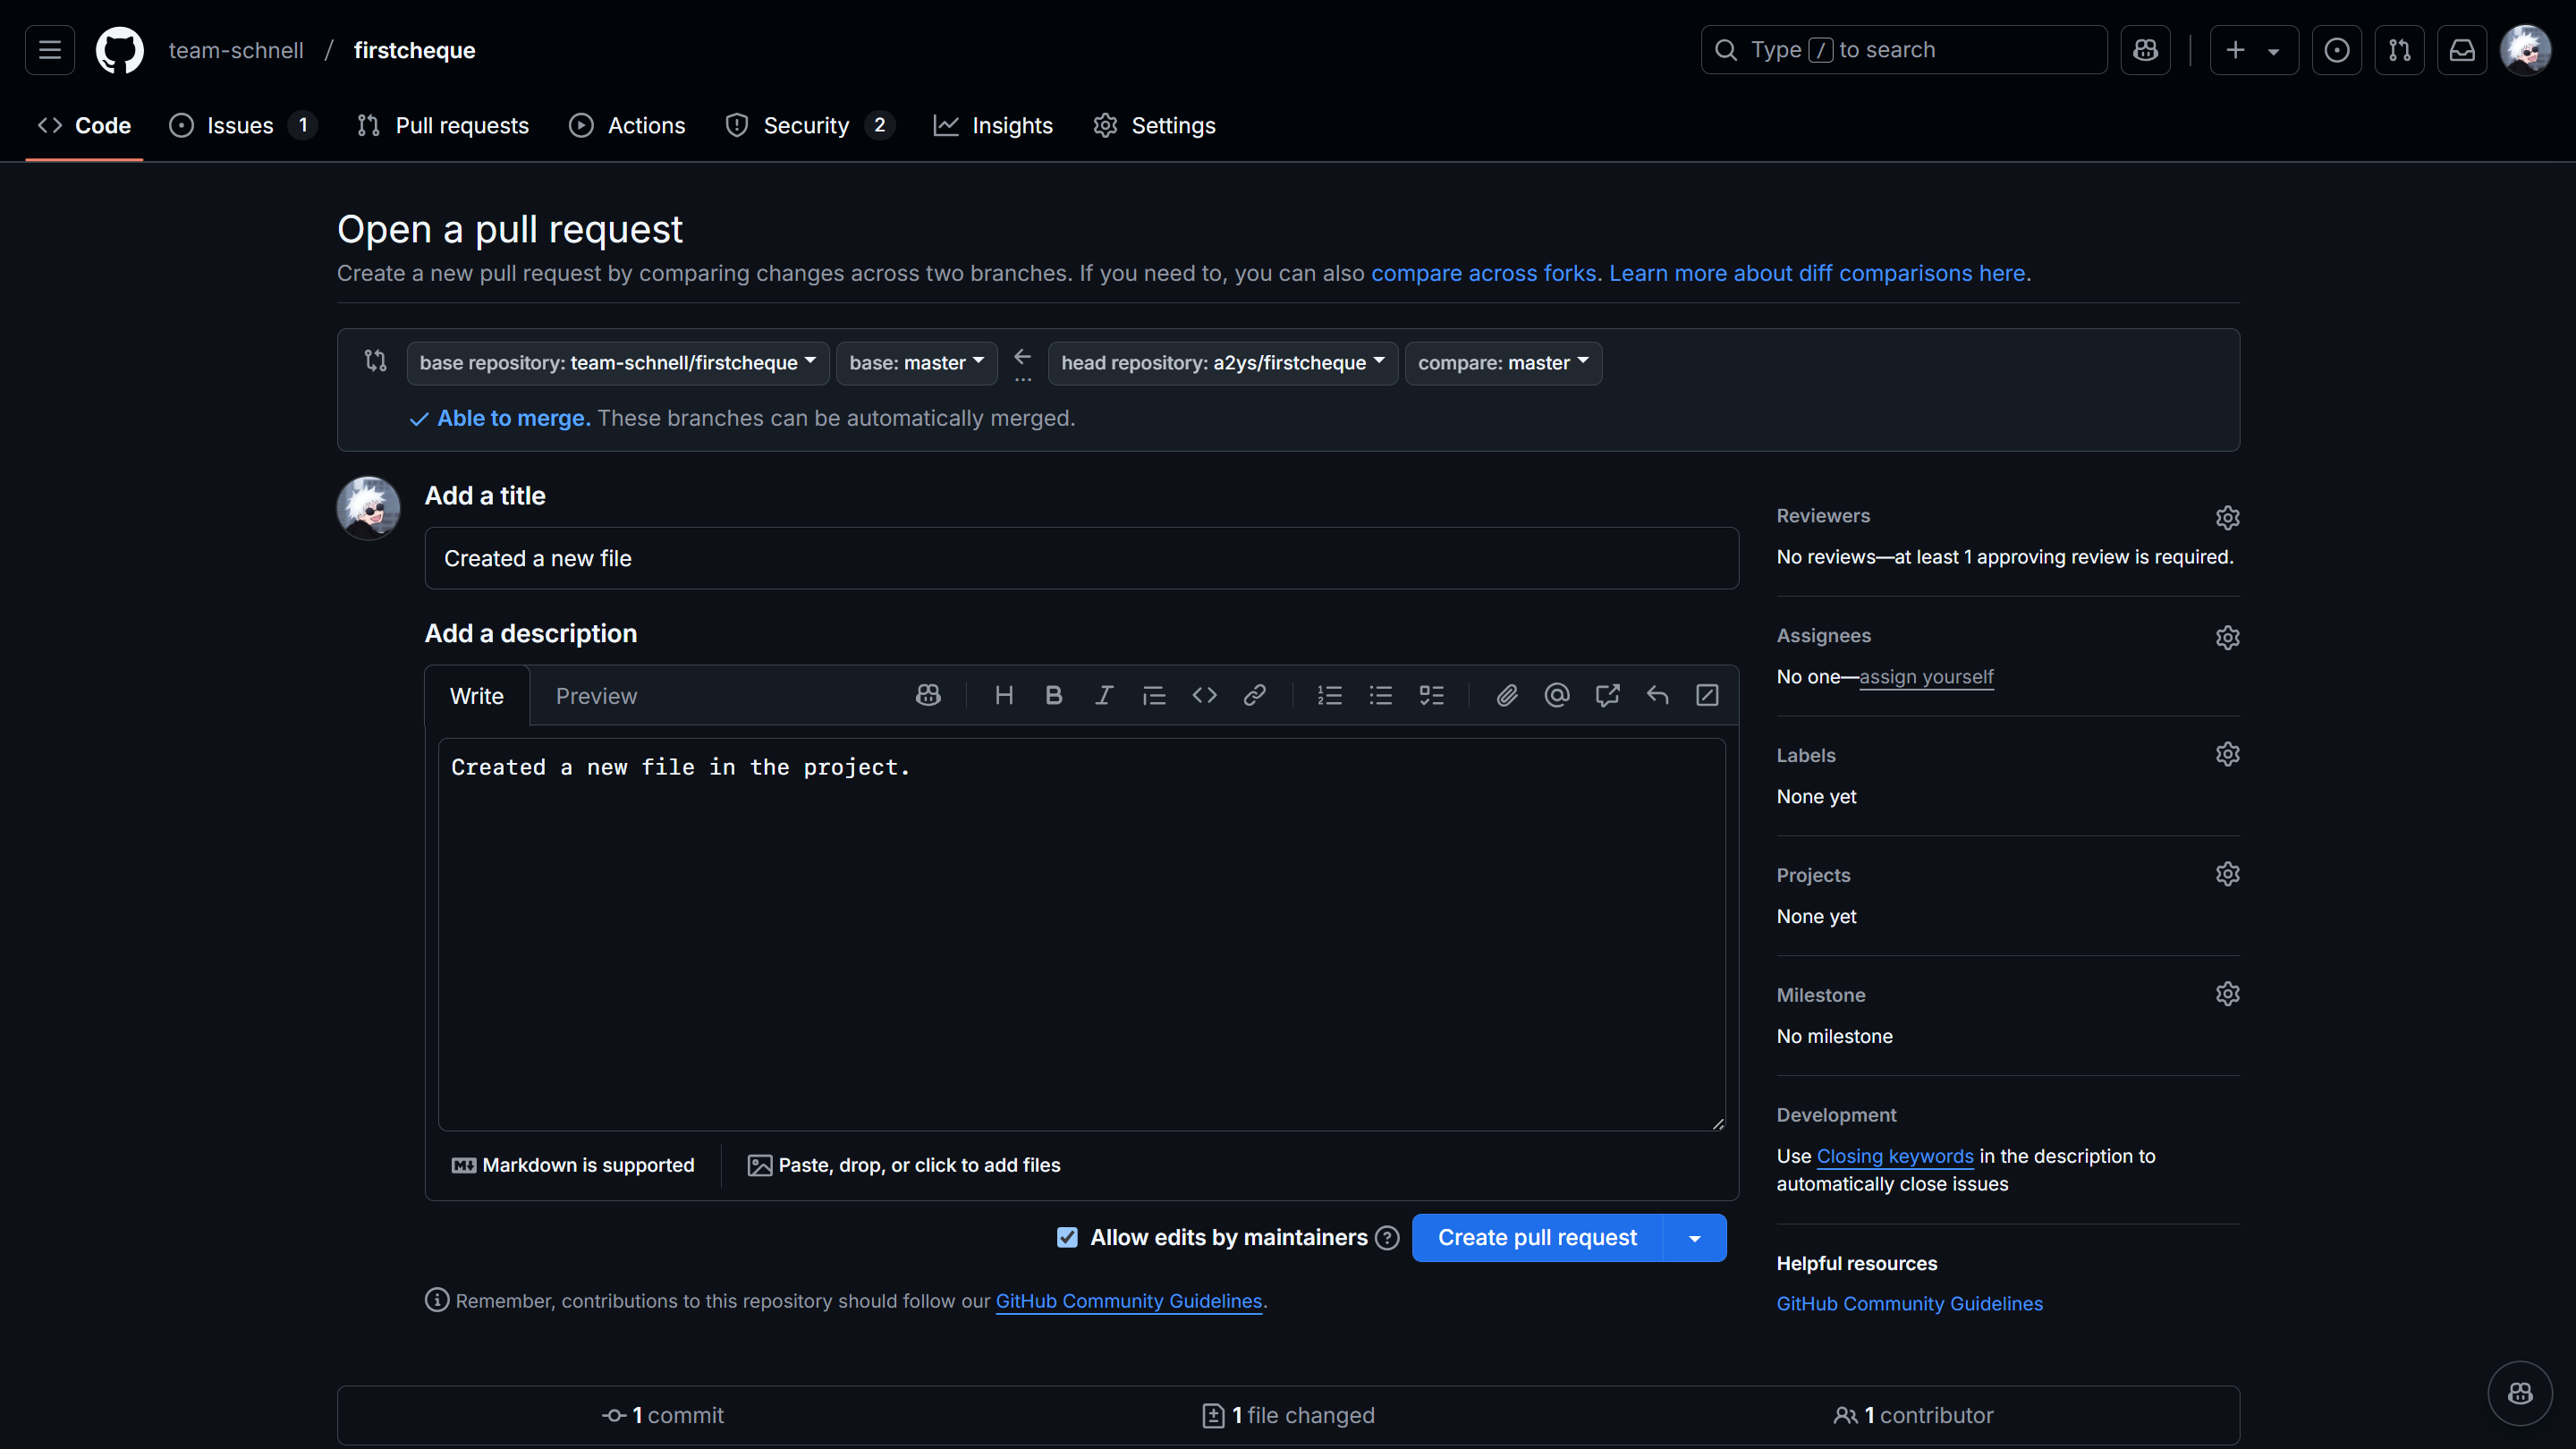 team-schnell / firstcheque
Type / to search
Code
Issues 1
Pull requests
Actions
Security 2
Insights
Settings
Open a pull request
Create a new pull request by comparing changes across two branches. If you need to, you can also compare across forks. Learn more about diff comparisons here.
base repository: team-schnell/firstcheque
base: master
...
head repository: a2ys/firstcheque
compare: master
Able to merge. These branches can be automatically merged.
Add a title
Created a new file
Add a description
Write
Preview
Created a new file in the project.
Markdown is supported
Paste, drop, or click to add files
Allow edits by maintainers
Create pull request
Remember, contributions to this repository should follow our GitHub Community Guidelines.
Reviewers
No reviews—at least 1 approving review is required.
Assignees
No one—assign yourself
Labels
None yet
Projects
None yet
Milestone
No milestone
Development
Use Closing keywords in the description to
automatically close issues
Helpful resources
GitHub Community Guidelines
1 commit
1 file changed
1 contributor